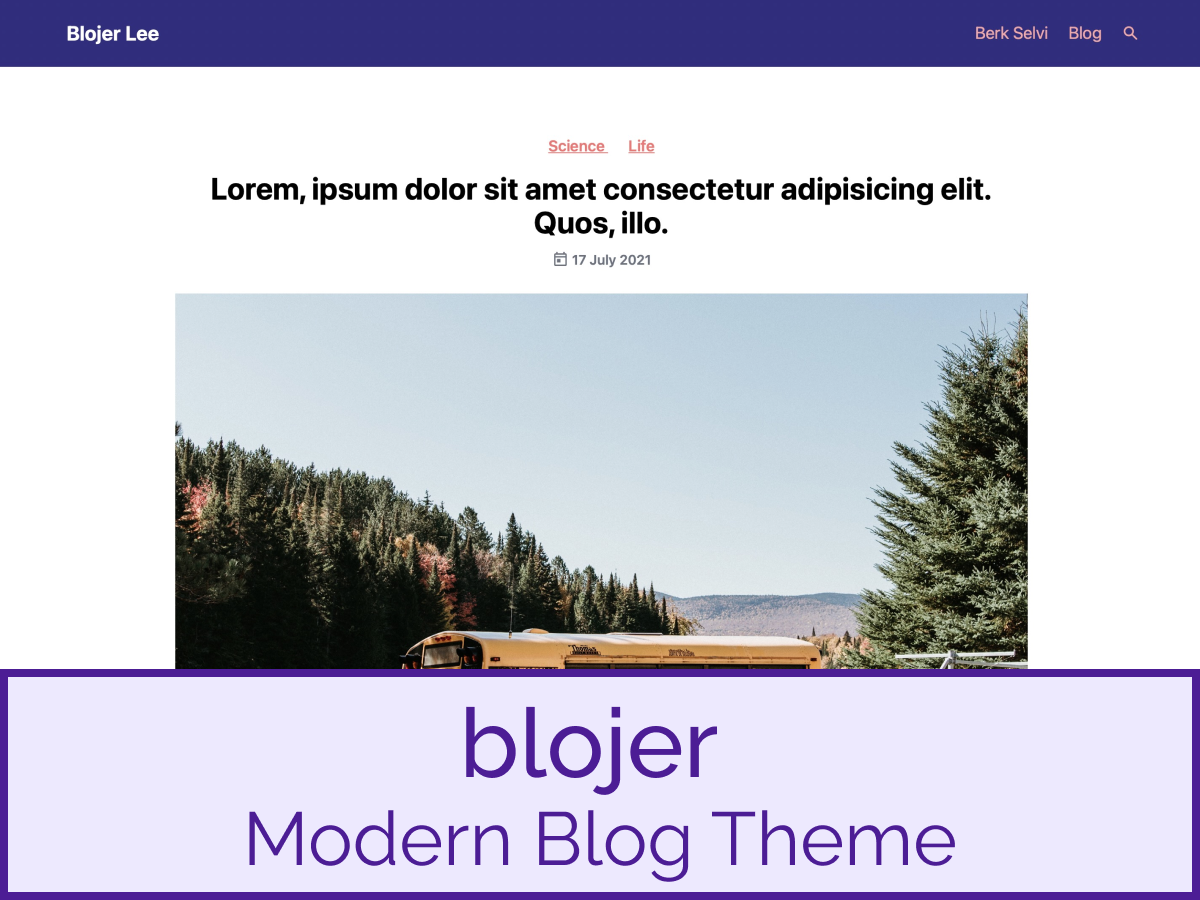 Blojer Lee
Berk Selvi Blog
Science Life
Lorem, ipsum dolor sit amet consectetur adipisicing elit.
Quos, illo.
17 July 2021
Thomas
blojer
Modern Blog Theme